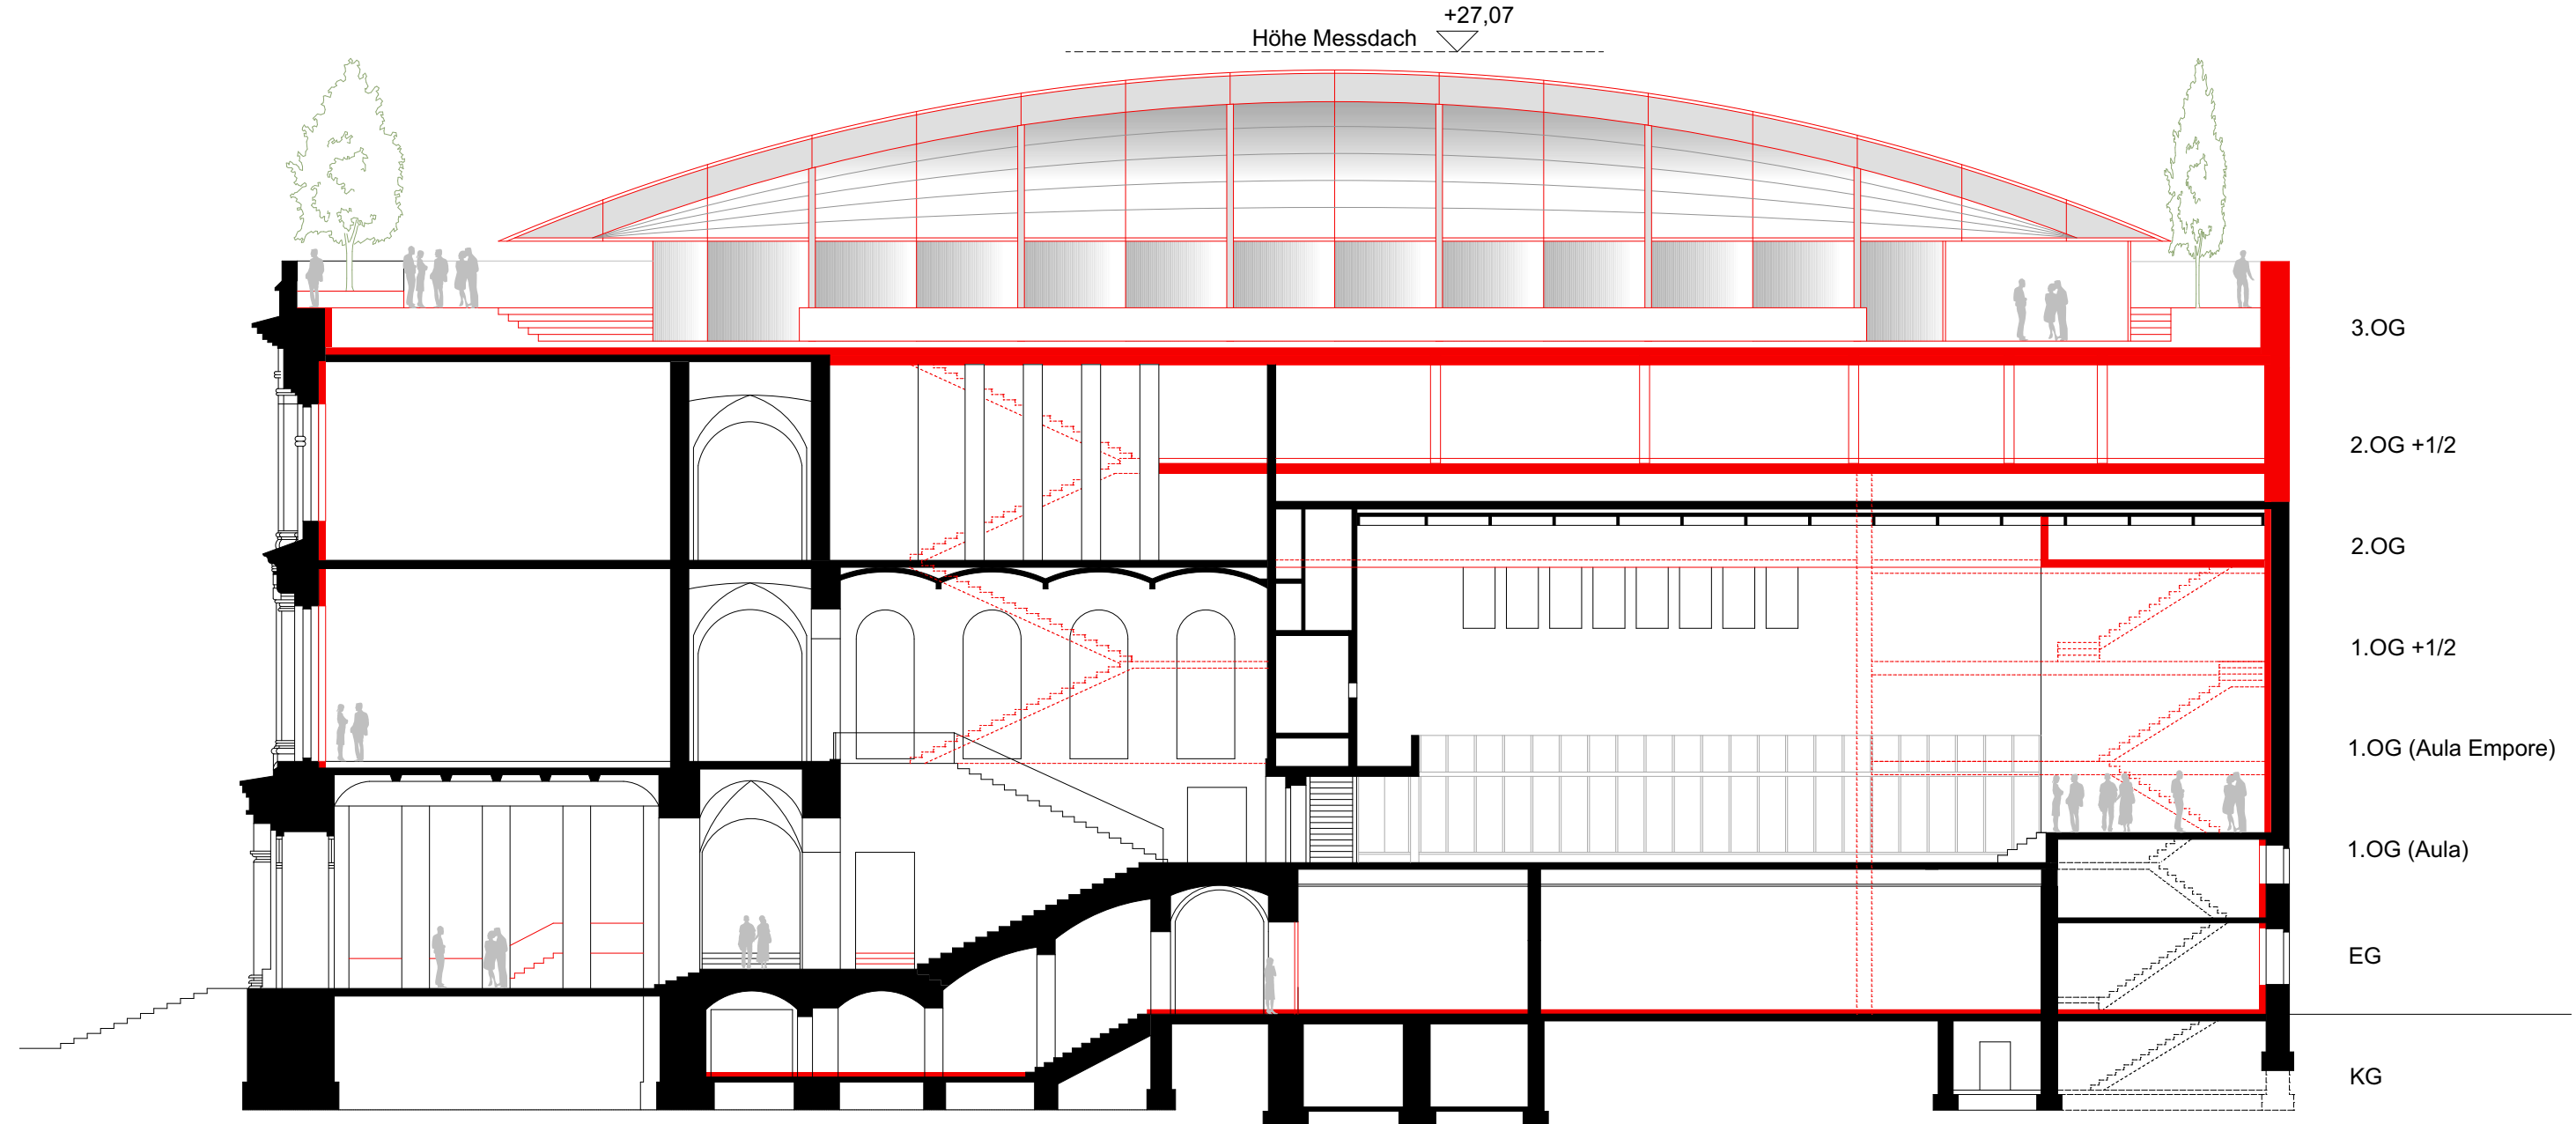 +27,07
Höhe Messdach
3.OG
2.OG +1/2
2.OG
1.OG +1/2
1.OG (Aula Empore)
1.OG (Aula)
EG
KG